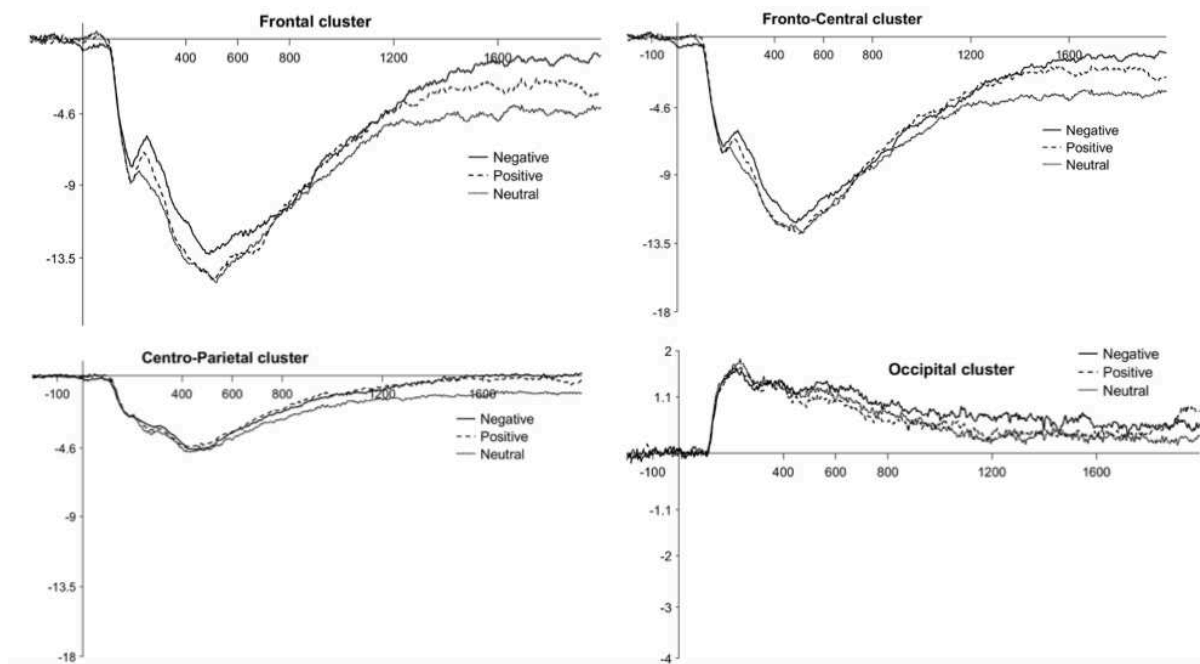 Frontal cluster
400 600 800 1200 1600
-4.6
-9
-13.5
Negative
Positive
Neutral
Fronto-Central cluster
-100 400 600 800 1200 1600
-4.6
-9
-13.5
-18
Negative
Positive
Neutral
Centro-Parietal cluster
-100 400 600 800 1200 1600
-4.6
-9
-13.5
-18
Negative
Positive
Neutral
Occipital cluster
2
1.1
-100 400 600 800 1200 1600
-1.1
-2
-3
-4
Negative
Positive
Neutral